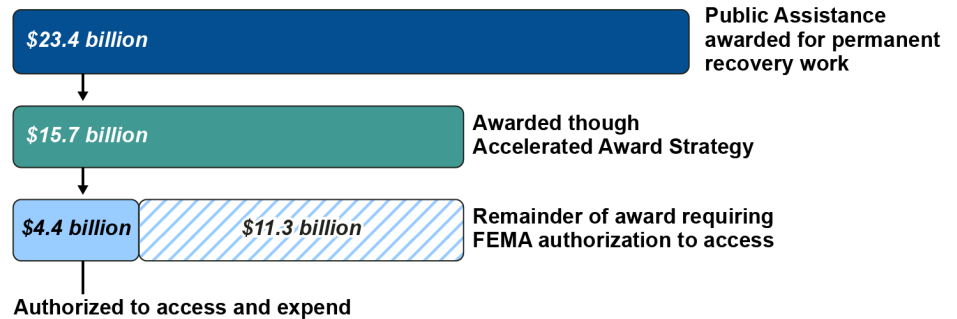 $23.4 billion
Public Assistance
awarded for permanent
recovery work
$15.7 billion
Awarded though
Accelerated Award Strategy
$4.4 billion
$11.3 billion
Remainder of award requiring
FEMA authorization to access
Authorized to access and expend